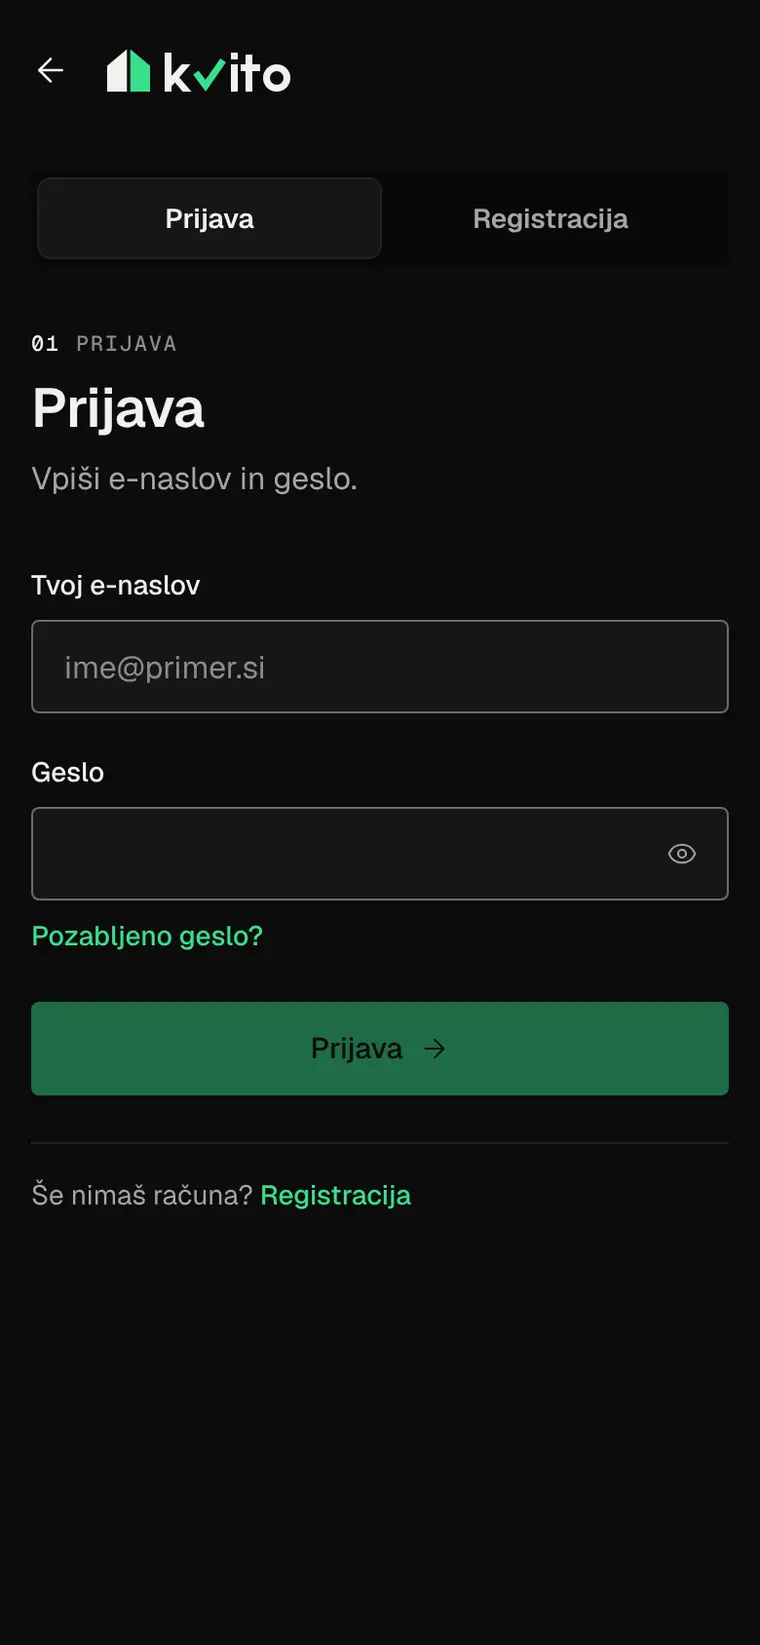 kvito
Prijava
Registracija
01 PRIJAVA
Prijava
Vpiši e-naslov in geslo.
Tvoj e-naslov
ime@primer.si
Geslo
Pozabljeno geslo?
Prijava →
Še nimaš računa? Registracija